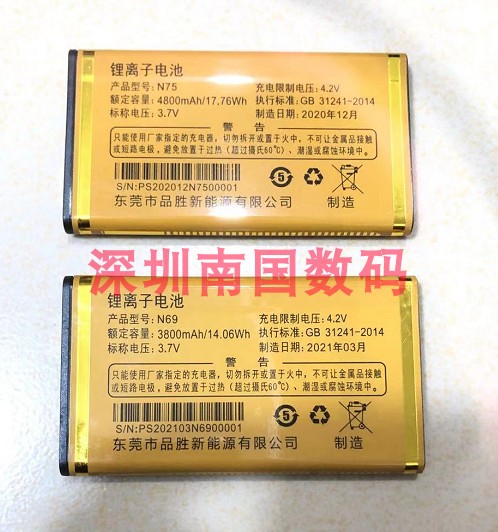 锂离子电池
产品型号: N75
充电限制电压: 4.2V
额定容量: 4800mAh/17.76Wh
执行标准: GB 31241-2014
标称电压: 3.7V
制造日期: 2020年12月
警 告
只能使用厂家指定的充电器,切勿拆开或置于火中,不可让金属品接触
或短路电极,避免放置于过热(超过摄氏60℃)、潮湿或腐蚀环境中。
S/N:PS202012N7500001
5
制造
东莞市品胜新能源有限公司
深圳南国数码
锂离子电池
产品型号: N69
充电限制电压: 4.2V
额定容量: 3800mAh/14.06Wh
执行标准: GB 31241-2014
标称电压: 3.7V
制造日期: 2021年03月
警 告
只能使用厂家指定的充电器,切勿拆开或置于火中,不可让金属品接触
或短路电极,避免放置于过热(超过摄氏60℃)、潮湿或腐蚀环境中。
S/N:PS202103N6900001
5
制造
东莞市品胜新能源有限公司